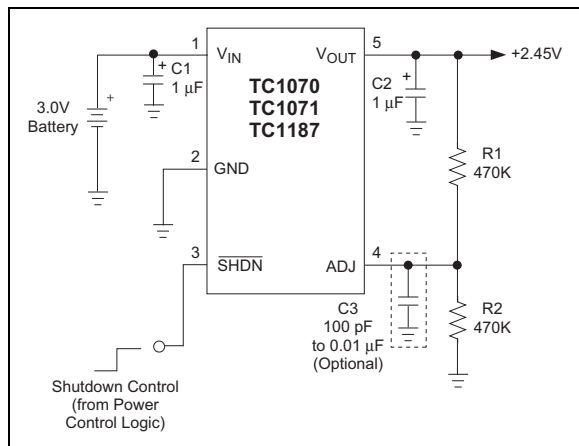 1
V_IN
V_OUT
5
+2.45V
+
C1
1 µF
TC1070
TC1071
TC1187
C2
1 µF
+
3.0V
Battery
+
2
GND
R1
470K
3
SHDN
ADJ
4
C3
100 pF
to 0.01 µF
(Optional)
R2
470K
Shutdown Control
(from Power
Control Logic)